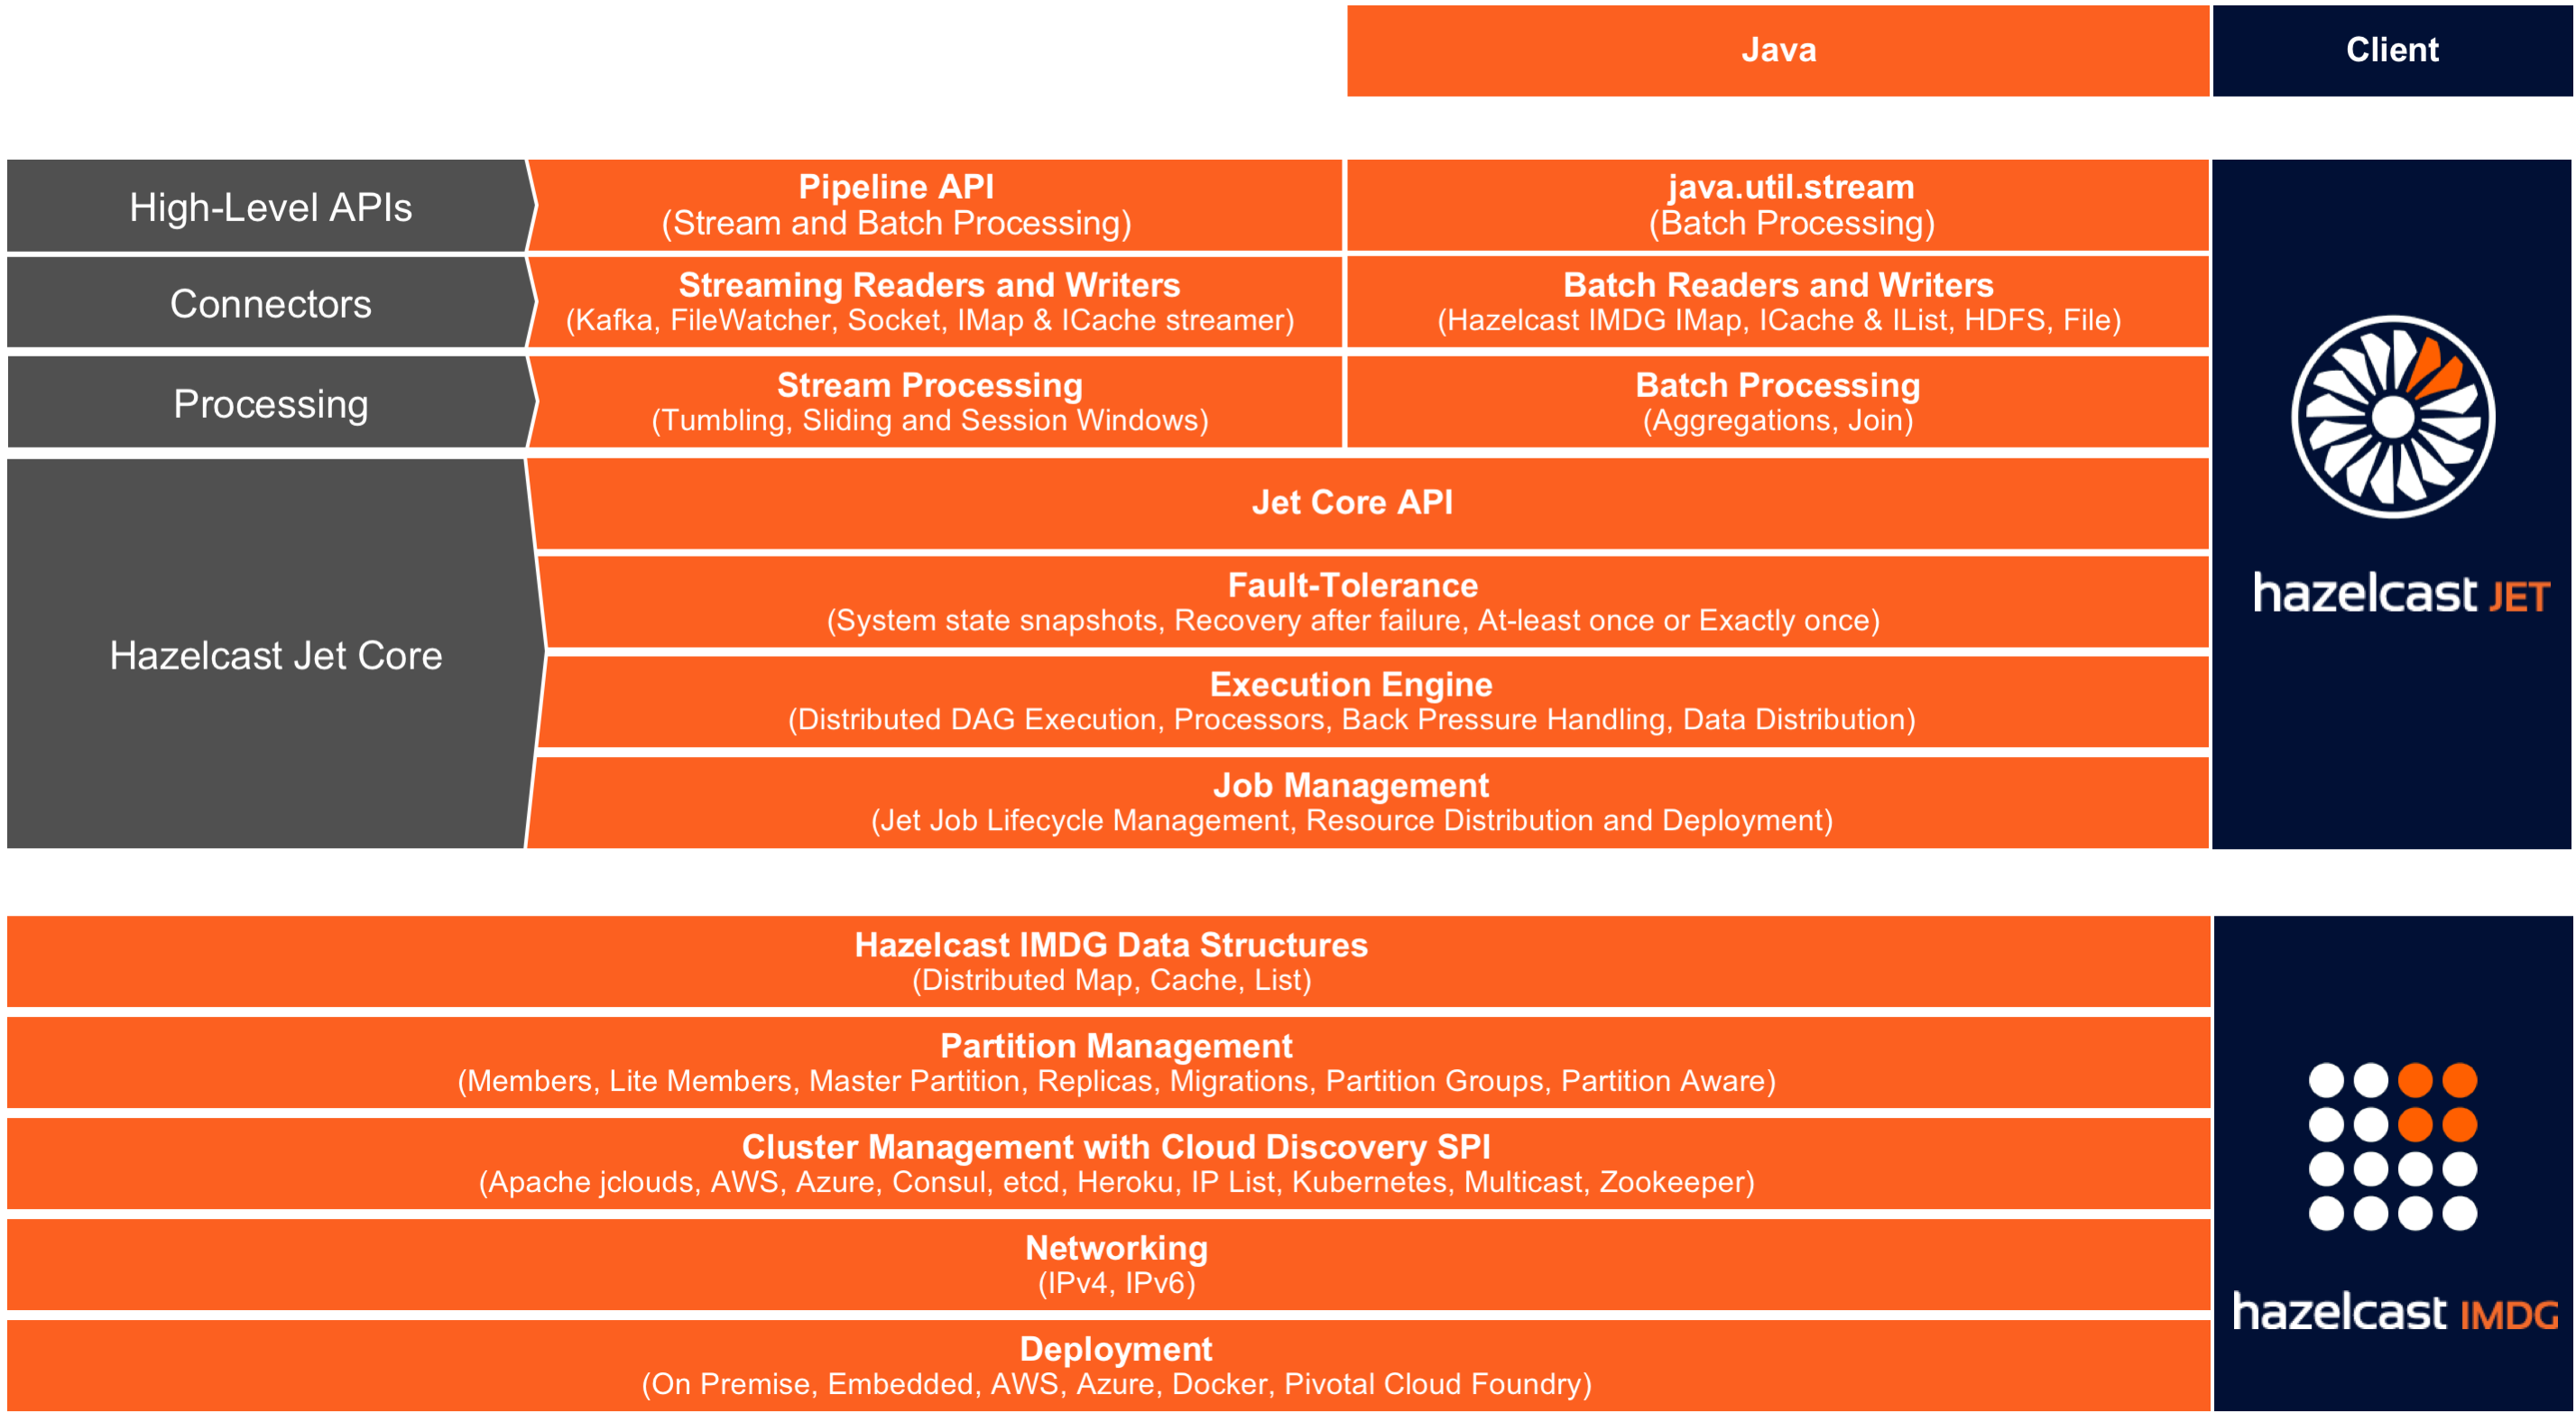 Java
Client
High-Level APIs
Pipeline API
(Stream and Batch Processing)
java.util.stream
(Batch Processing)
Connectors
Streaming Readers and Writers
(Kafka, FileWatcher, Socket, IMap & ICache streamer)
Batch Readers and Writers
(Hazelcast IMDG IMap, ICache & IList, HDFS, File)
Processing
Stream Processing
(Tumbling, Sliding and Session Windows)
Batch Processing
(Aggregations, Join)
Hazelcast Jet Core
Jet Core API
Fault-Tolerance
(System state snapshots, Recovery after failure, At-least once or Exactly once)
Execution Engine
(Distributed DAG Execution, Processors, Back Pressure Handling, Data Distribution)
Job Management
(Jet Job Lifecycle Management, Resource Distribution and Deployment)
hazelcast JET
Hazelcast IMDG Data Structures
(Distributed Map, Cache, List)
Partition Management
(Members, Lite Members, Master Partition, Replicas, Migrations, Partition Groups, Partition Aware)
Cluster Management with Cloud Discovery SPI
(Apache jclouds, AWS, Azure, Consul, etcd, Heroku, IP List, Kubernetes, Multicast, Zookeeper)
Networking
(IPv4, IPv6)
Deployment
(On Premise, Embedded, AWS, Azure, Docker, Pivotal Cloud Foundry)
hazelcast IMDG